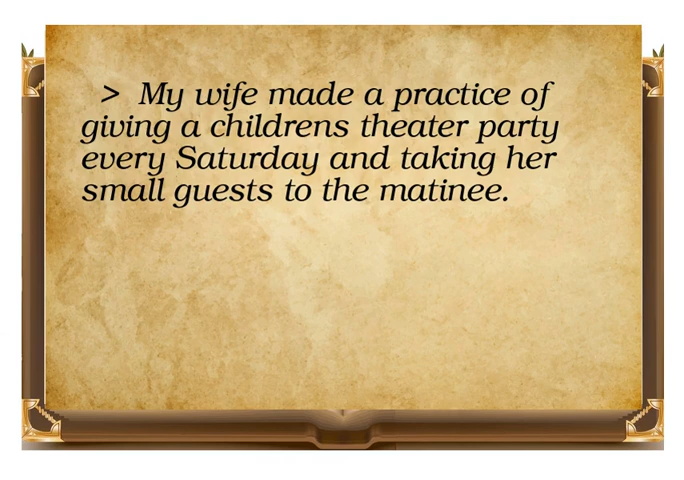 > My wife made a practice of
giving a childrens theater party
every Saturday and taking her
small guests to the matinee.